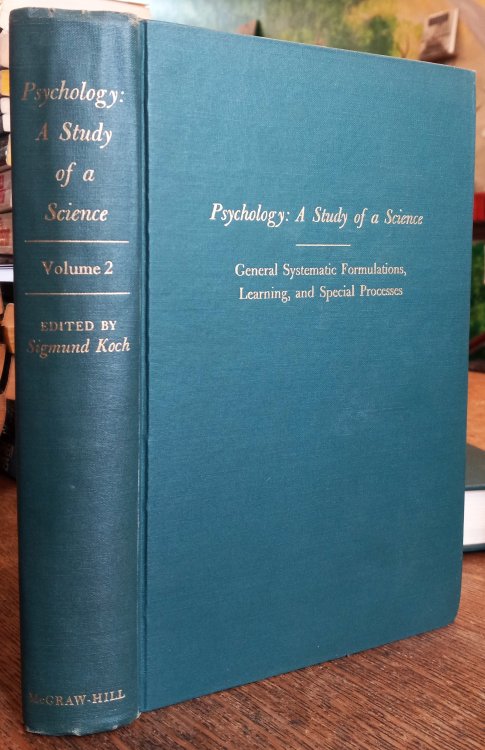 Psychology:
A Study
of a
Science
Volume 2
EDITED BY
Sigmund Koch
McGRAW-HILL
Psychology: A Study of a Science
General Systematic Formulations,
Learning, and Special Processes